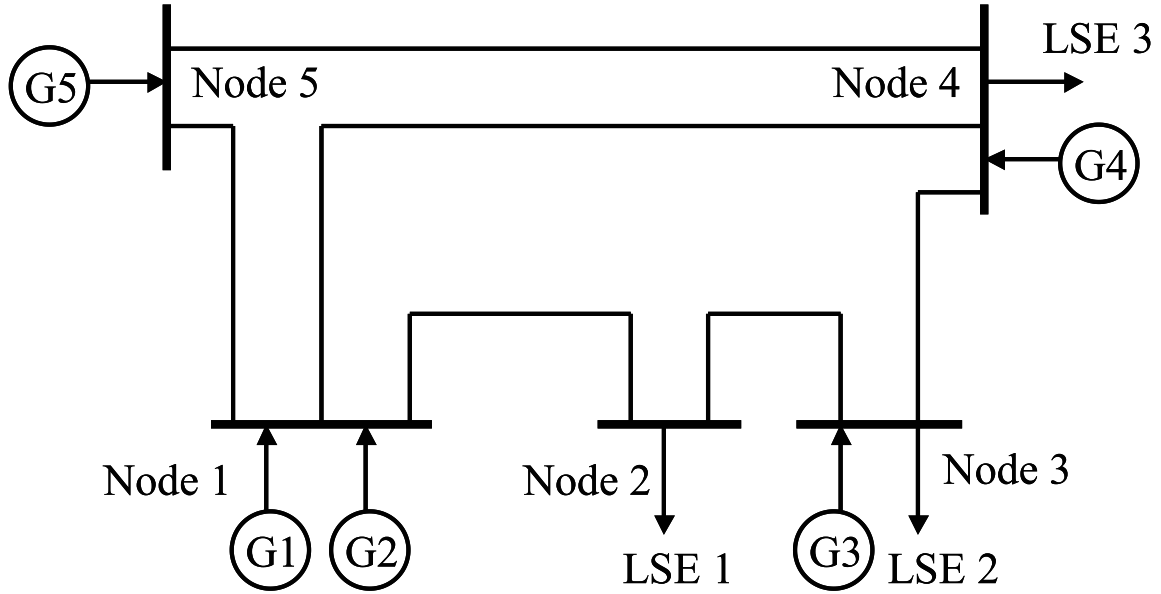 LSE 3
G5
Node 5
Node 4
G4
Node 1
Node 2
Node 3
G1
G2
LSE 1
G3
LSE 2